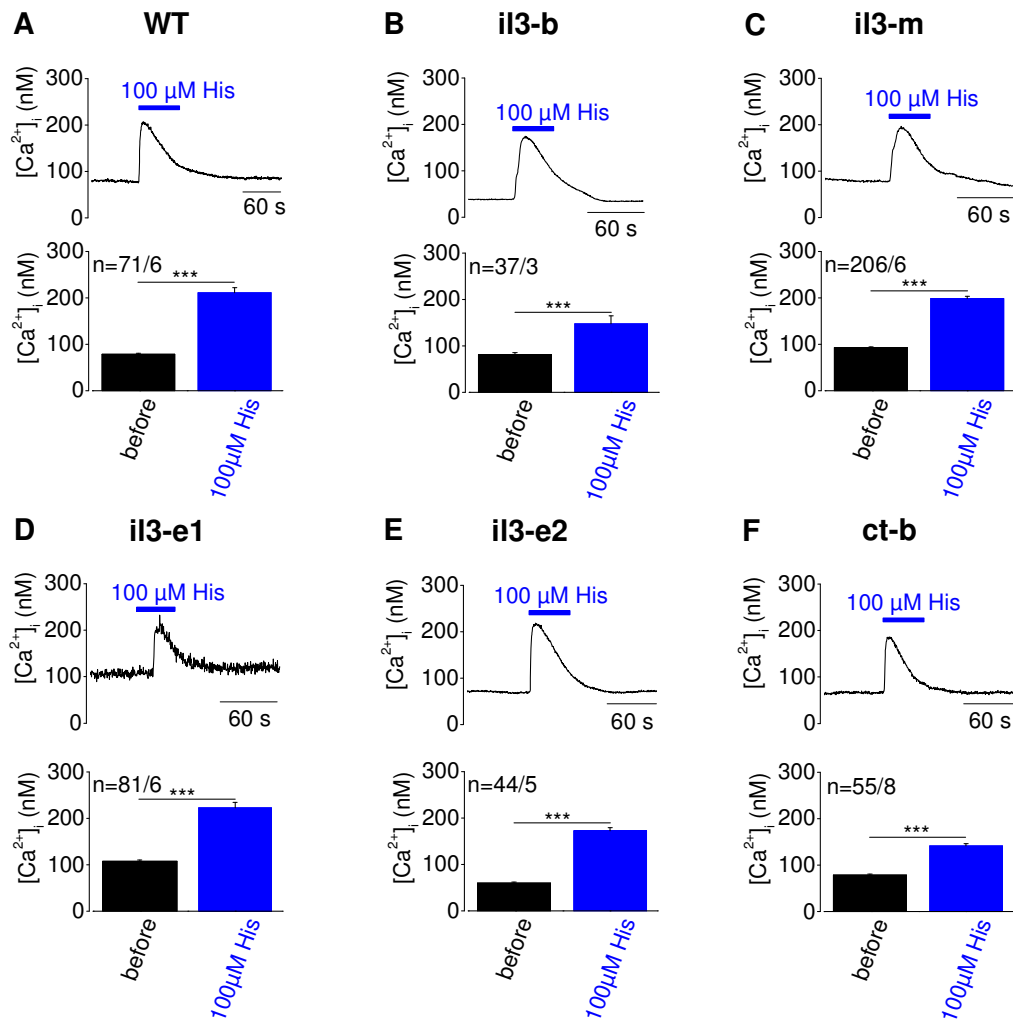 A WT
300
200
100
0
[Ca2+]i (nM)
100 µM His
60 s
300
200
100
0
[Ca2+]i (nM)
n=71/6
***
before
100µM His
B il3-b
300
200
100
0
[Ca2+]i (nM)
100 µM His
60 s
300
200
100
0
[Ca2+]i (nM)
n=37/3
***
before
100µM His
C il3-m
300
200
100
0
[Ca2+]i (nM)
100 µM His
60 s
300
200
100
0
[Ca2+]i (nM)
n=206/6
***
before
100µM His
D il3-e1
300
200
100
0
[Ca2+]i (nM)
100 µM His
60 s
300
200
100
0
[Ca2+]i (nM)
n=81/6
***
before
100µM His
E il3-e2
300
200
100
0
[Ca2+]i (nM)
100 µM His
60 s
300
200
100
0
[Ca2+]i (nM)
n=44/5
***
before
100µM His
F ct-b
300
200
100
0
[Ca2+]i (nM)
100 µM His
60 s
300
200
100
0
[Ca2+]i (nM)
n=55/8
***
before
100µM His